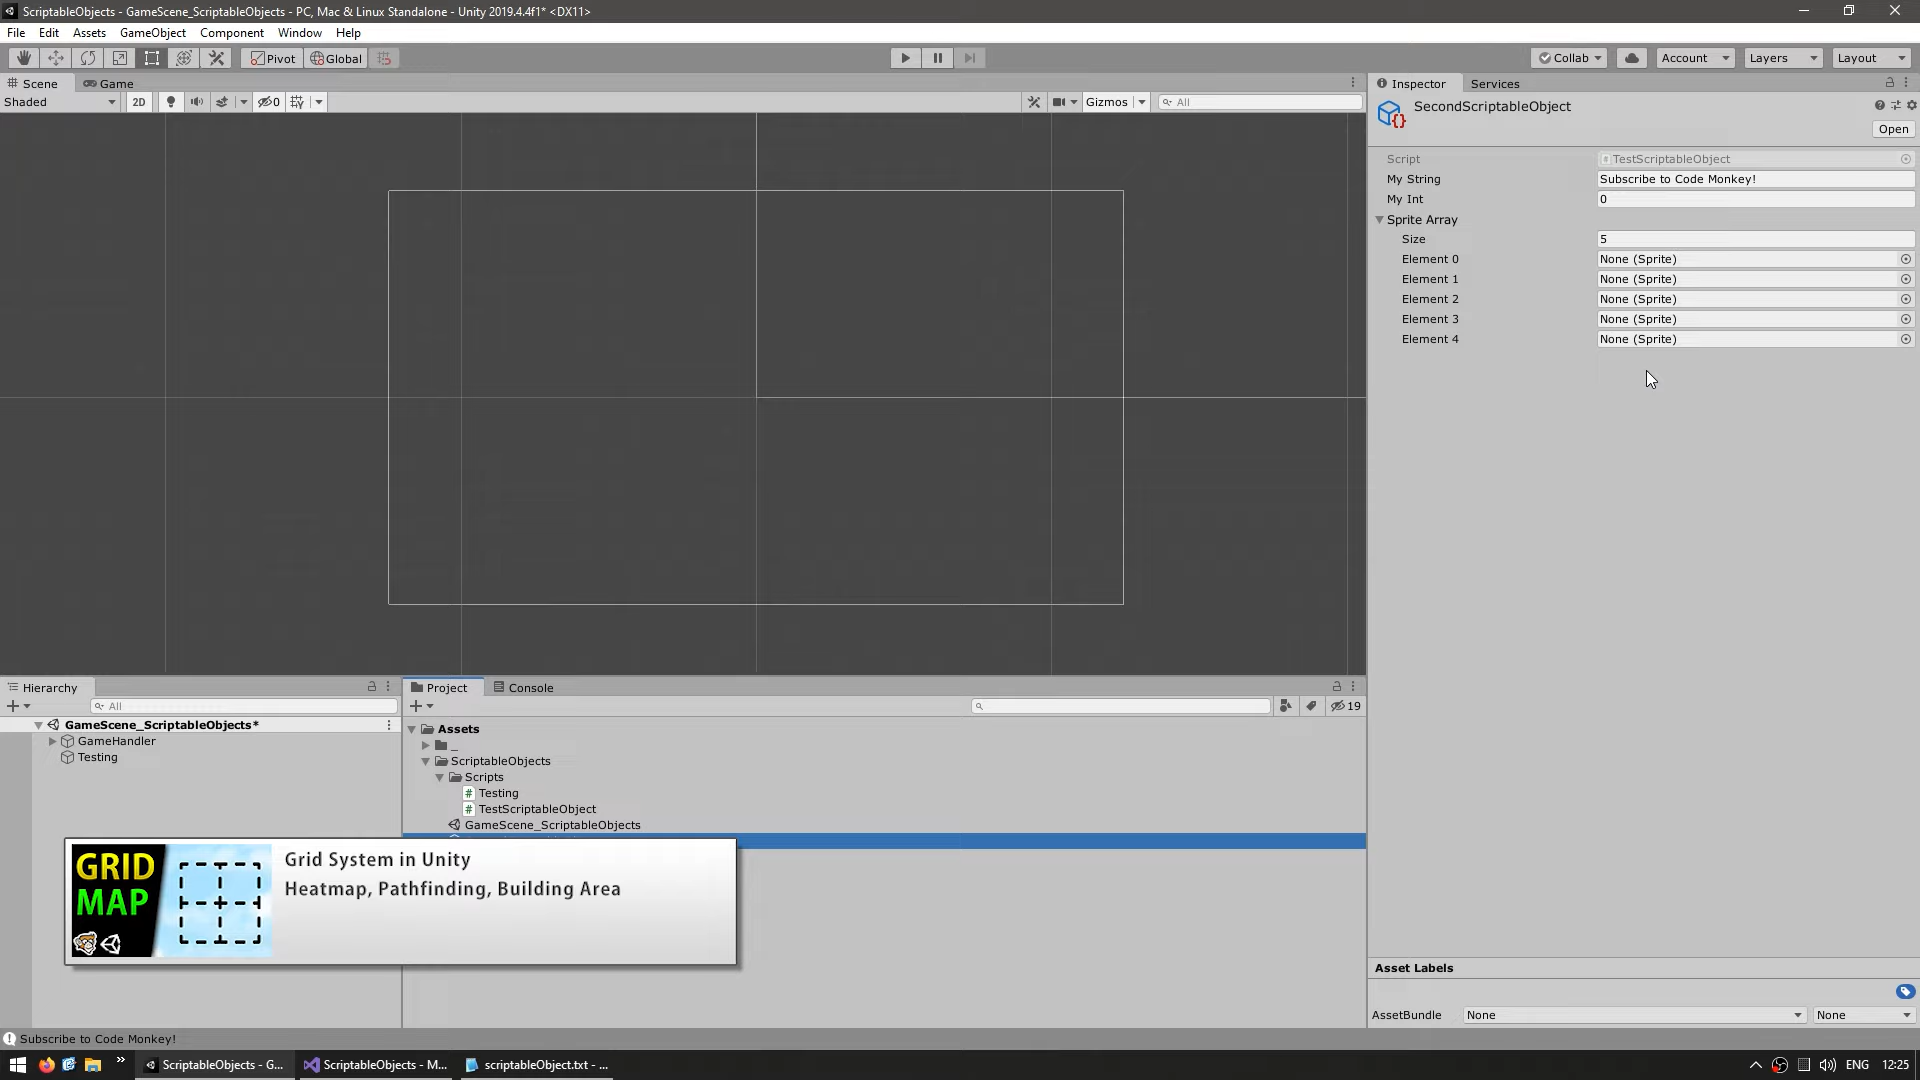 ScriptableObjects - GameScene_ScriptableObjects - PC, Mac & Linux Standalone - Unity 2019.4.4f1* <DX11>
File Edit Assets GameObject Component Window Help
Pivot Global Collab Account Layers Layout
Scene Game
Shaded 2D 0 Gizmos All
Inspector Services
SecondScriptableObject
Open
Script TestScriptableObject
My String Subscribe to Code Monkey!
My Int 0
Sprite Array
Size 5
Element 0 None (Sprite)
Element 1 None (Sprite)
Element 2 None (Sprite)
Element 3 None (Sprite)
Element 4 None (Sprite)
Hierarchy
All
GameScene_ScriptableObjects*
GameHandler
Testing
Project Console
19
Assets
_
ScriptableObjects
Scripts
# Testing
# TestScriptableObject
GameScene_ScriptableObjects
GRID
MAP
Grid System in Unity
Heatmap, Pathfinding, Building Area
Asset Labels
AssetBundle None None
Subscribe to Code Monkey!
ScriptableObjects - G... ScriptableObjects - M... scriptableObject.txt - ... ENG 12:25